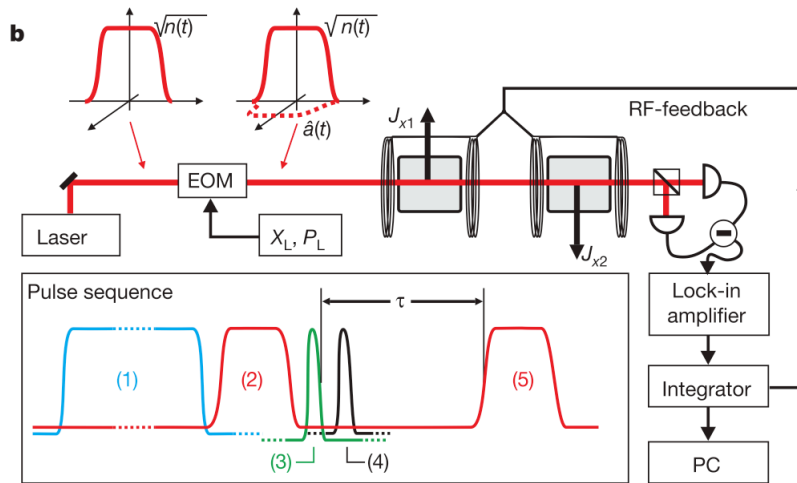 b
√n(t)
√n(t)
â(t)
J_x1
RF-feedback
EOM
Laser
X_L, P_L
J_x2
Lock-in
amplifier
Integrator
PC
Pulse sequence
τ
(1)
(2)
(5)
(3)
(4)